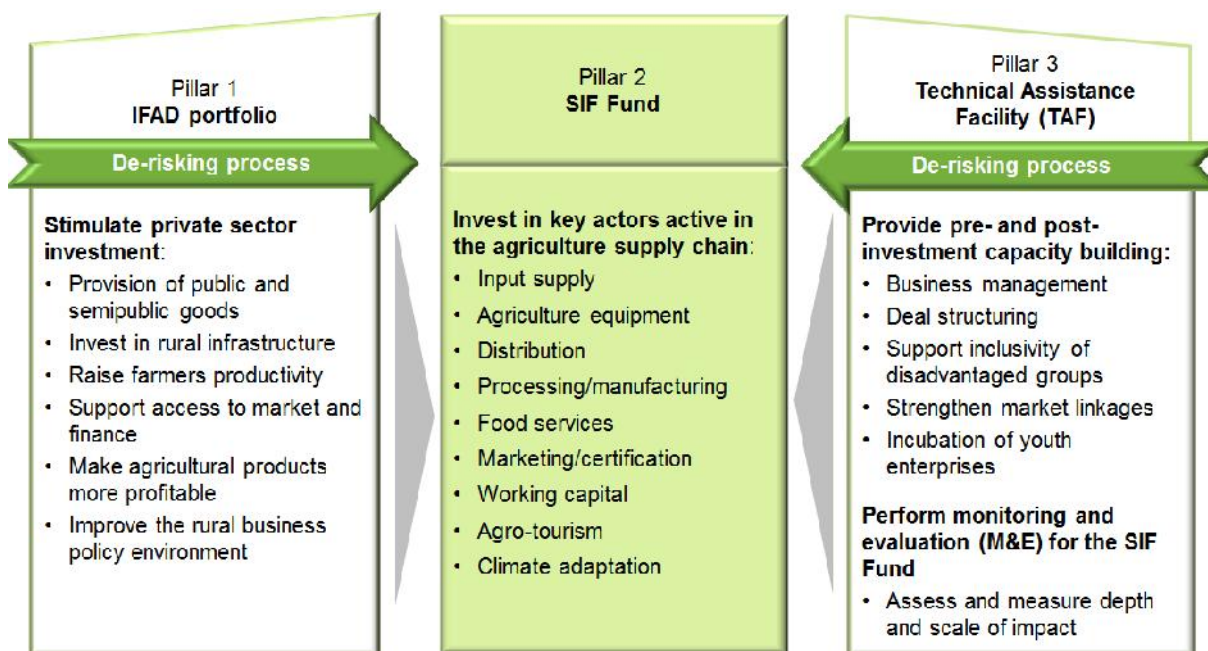 Pillar 1
IFAD portfolio
De-risking process
Stimulate private sector
investment:
• Provision of public and
semipublic goods
• Invest in rural infrastructure
• Raise farmers productivity
• Support access to market and
finance
• Make agricultural products
more profitable
• Improve the rural business
policy environment
Pillar 2
SIF Fund
Invest in key actors active in
the agriculture supply chain:
• Input supply
• Agriculture equipment
• Distribution
• Processing/manufacturing
• Food services
• Marketing/certification
• Working capital
• Agro-tourism
• Climate adaptation
Pillar 3
Technical Assistance
Facility (TAF)
De-risking process
Provide pre- and post-
investment capacity building:
• Business management
• Deal structuring
• Support inclusivity of
disadvantaged groups
• Strengthen market linkages
• Incubation of youth
enterprises
Perform monitoring and
evaluation (M&E) for the SIF
Fund
• Assess and measure depth
and scale of impact